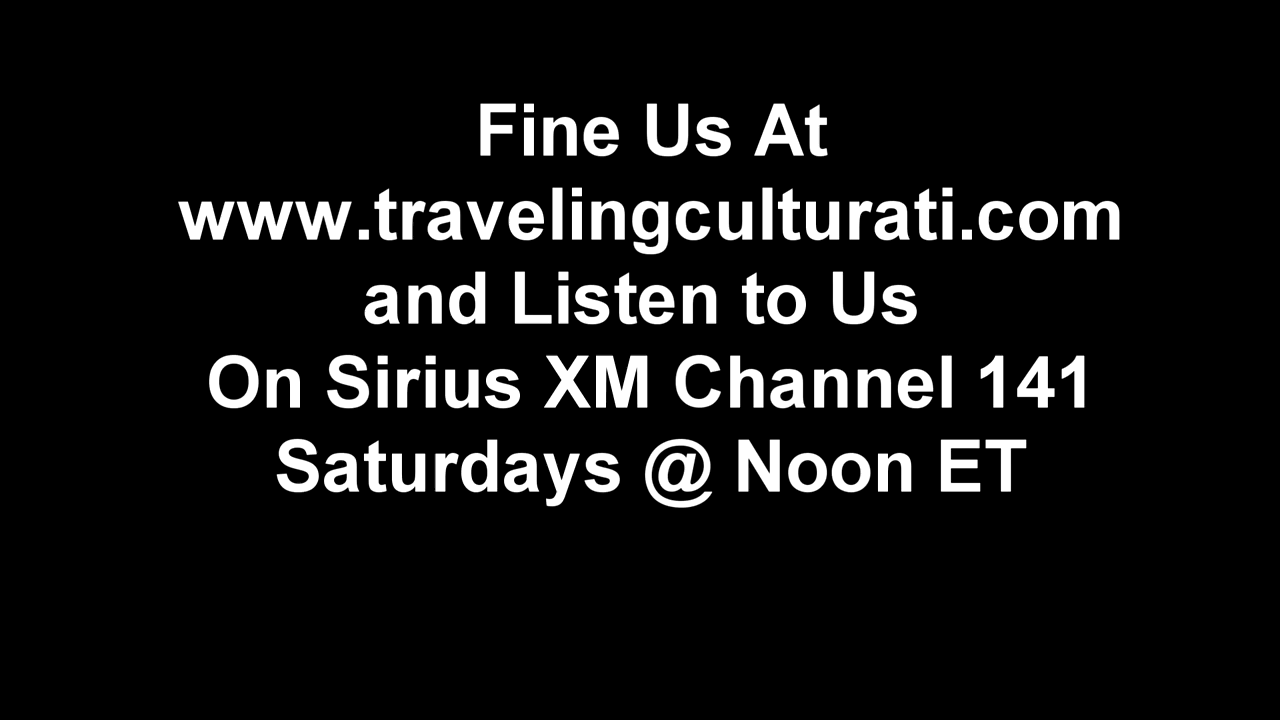 Fine Us At
www.travelingculturati.com
and Listen to Us
On Sirius XM Channel 141
Saturdays @ Noon ET